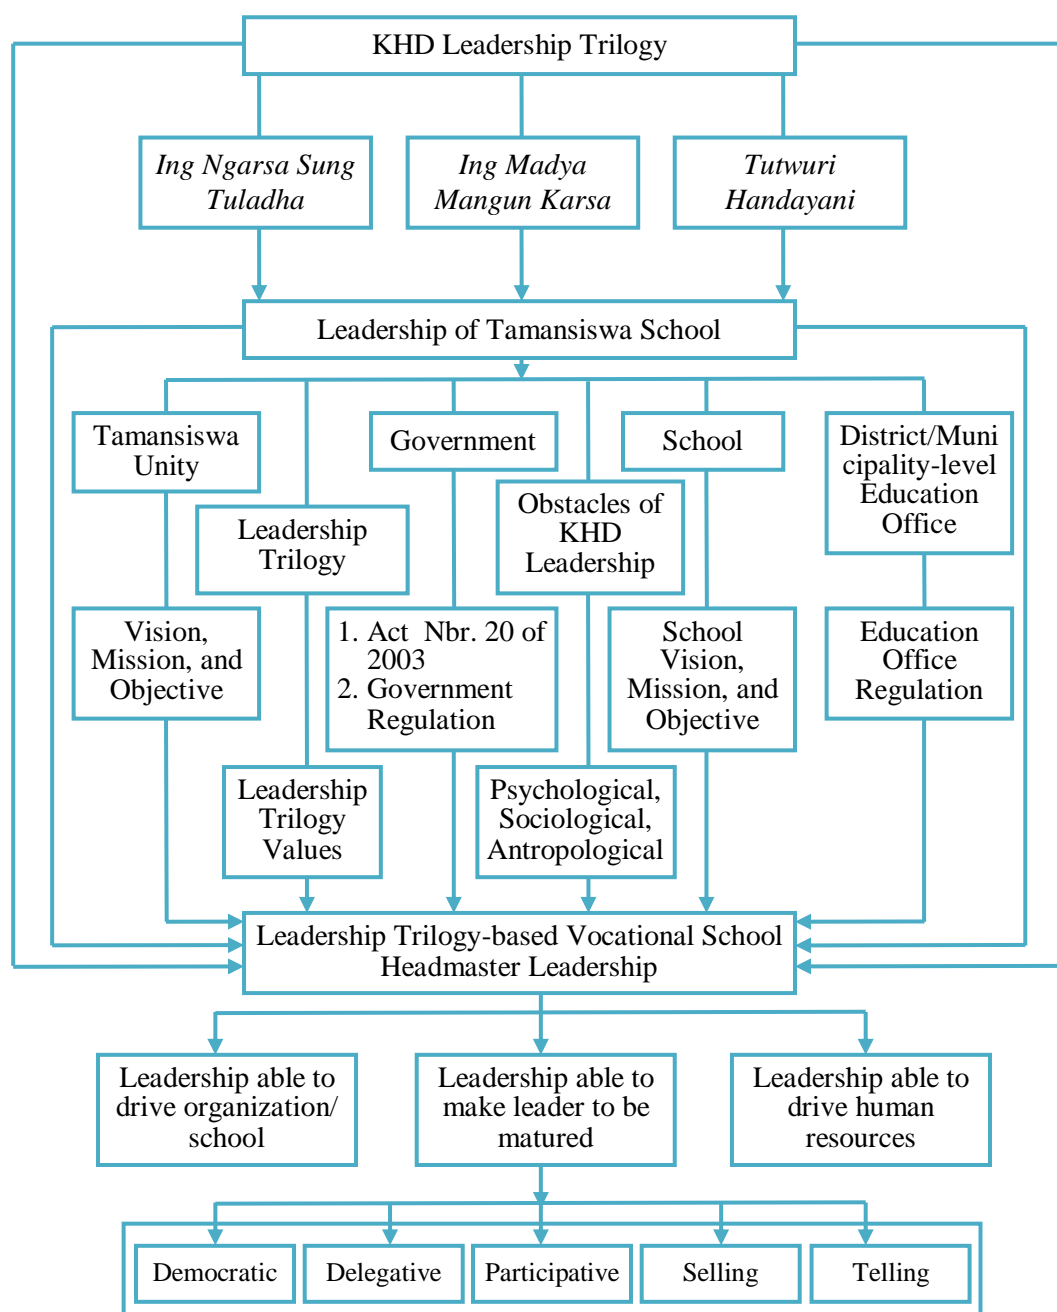 KHD Leadership Trilogy
Ing Ngarsa Sung
Tuladha
Ing Madya
Mangun Karsa
Tutwuri
Handayani
Leadership of Tamansiswa School
Tamansiswa
Unity
Government
School
District/Muni
cipality-level
Education
Office
Leadership
Trilogy
Obstacles of
KHD
Leadership
Vision,
Mission, and
Objective
1. Act Nbr. 20 of
2003
2. Government
Regulation
School
Vision,
Mission, and
Objective
Education
Office
Regulation
Leadership
Trilogy
Values
Psychological,
Sociological,
Antropological
Leadership Trilogy-based Vocational School
Headmaster Leadership
Leadership able to
drive organization/
school
Leadership able to
make leader to be
matured
Leadership able to
drive human
resources
Democratic
Delegative
Participative
Selling
Telling